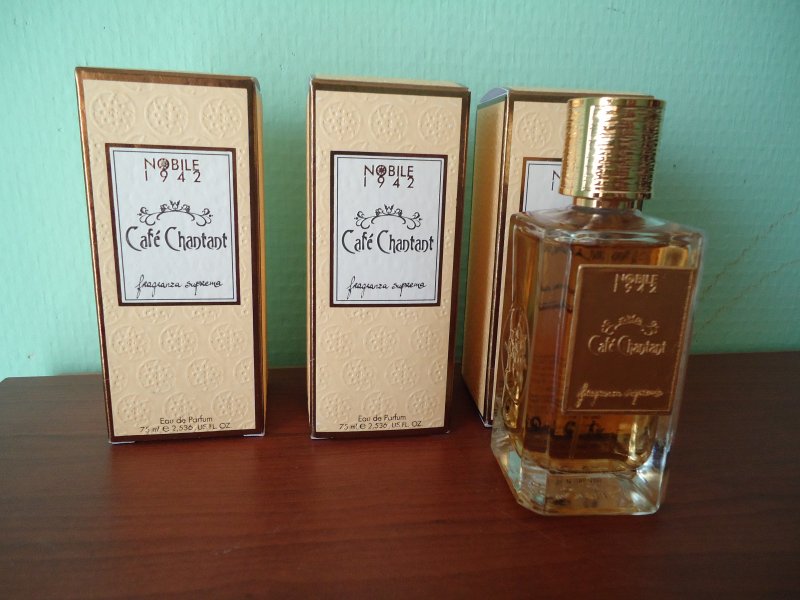 NOBILE
1942
Café Chantant
fragranza suprema
Eau de Parfum
75 ml e 2,536 .US FL OZ.
NOBILE
1942
Café Chantant
fragranza suprema
Eau de Parfum
75 ml e 2,536 .US FL OZ.
NOBILE
1942
Café Chantant
fragranza suprema